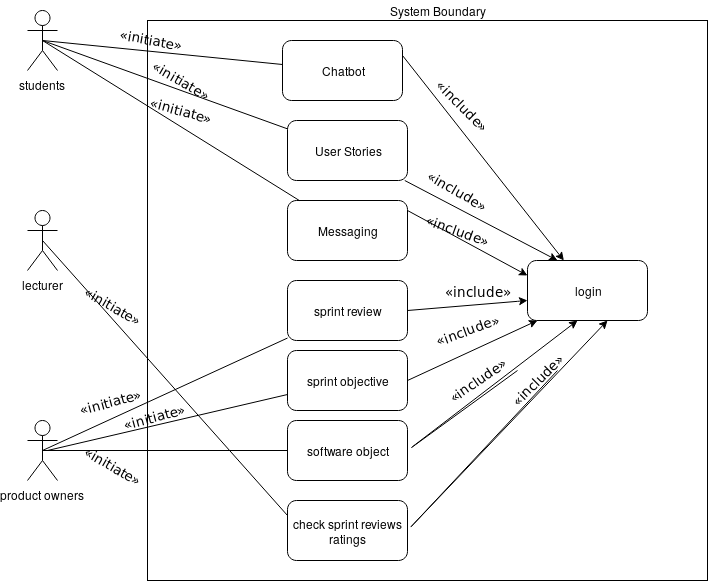 System Boundary
«initiate»
Chatbot
students
«initiate»
«include»
«initiate»
User Stories
«include»
Messaging
«include»
lecturer
«initiate»
login
«include»
sprint review
«include»
sprint objective
«include»
«initiate»
«initiate»
software object
«initiate»
product owners
«include»
check sprint reviews
ratings